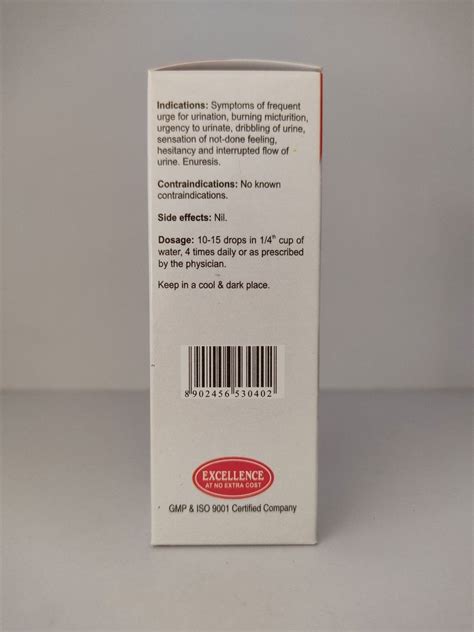 Indications: Symptoms of frequent
urge for urination, burning micturition,
urgency to urinate, dribbling of urine,
sensation of not-done feeling,
hesitancy and interrupted flow of
urine. Enuresis.
Contraindications: No known
contraindications.
Side effects: Nil.
Dosage: 10-15 drops in 1/4th cup of
water, 4 times daily or as prescribed
by the physician.
Keep in a cool & dark place.
8902456 530402
EXCELLENCE
AT NO EXTRA COST
GMP & ISO 9001 Certified Company